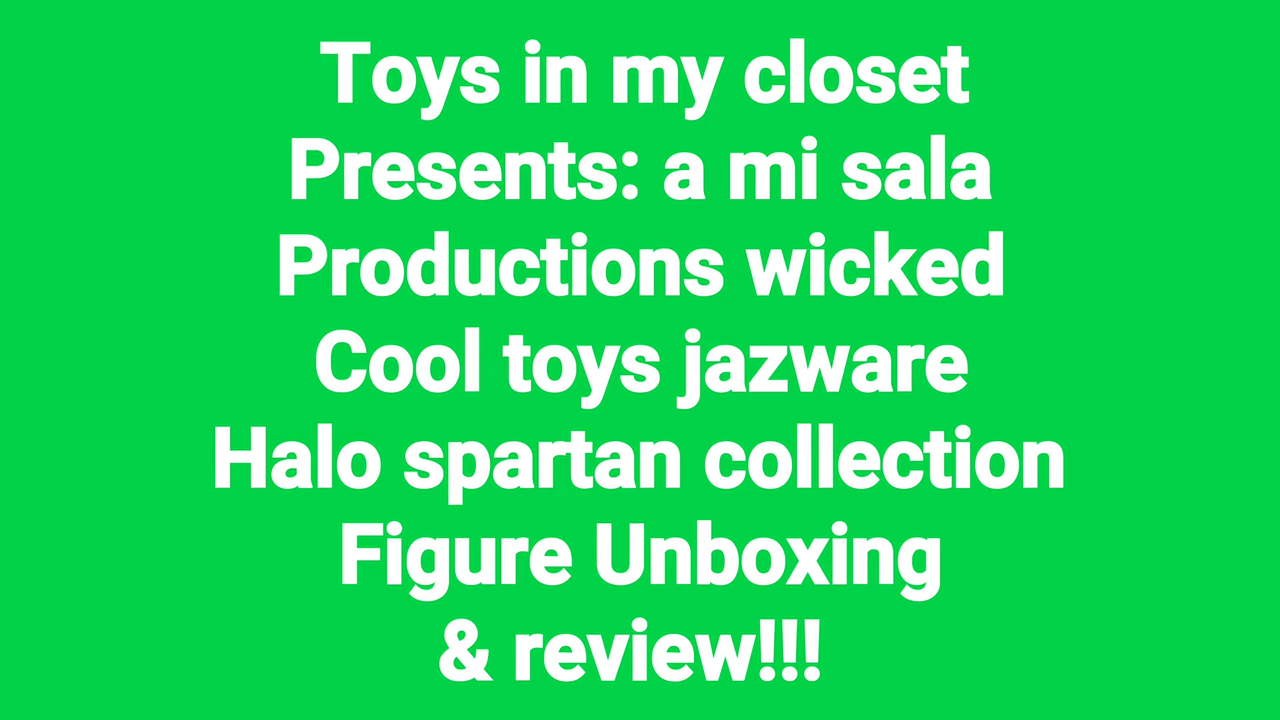 Toys in my closet
Presents: a mi sala
Productions wicked
Cool toys jazware
Halo spartan collection
Figure Unboxing
& review!!!